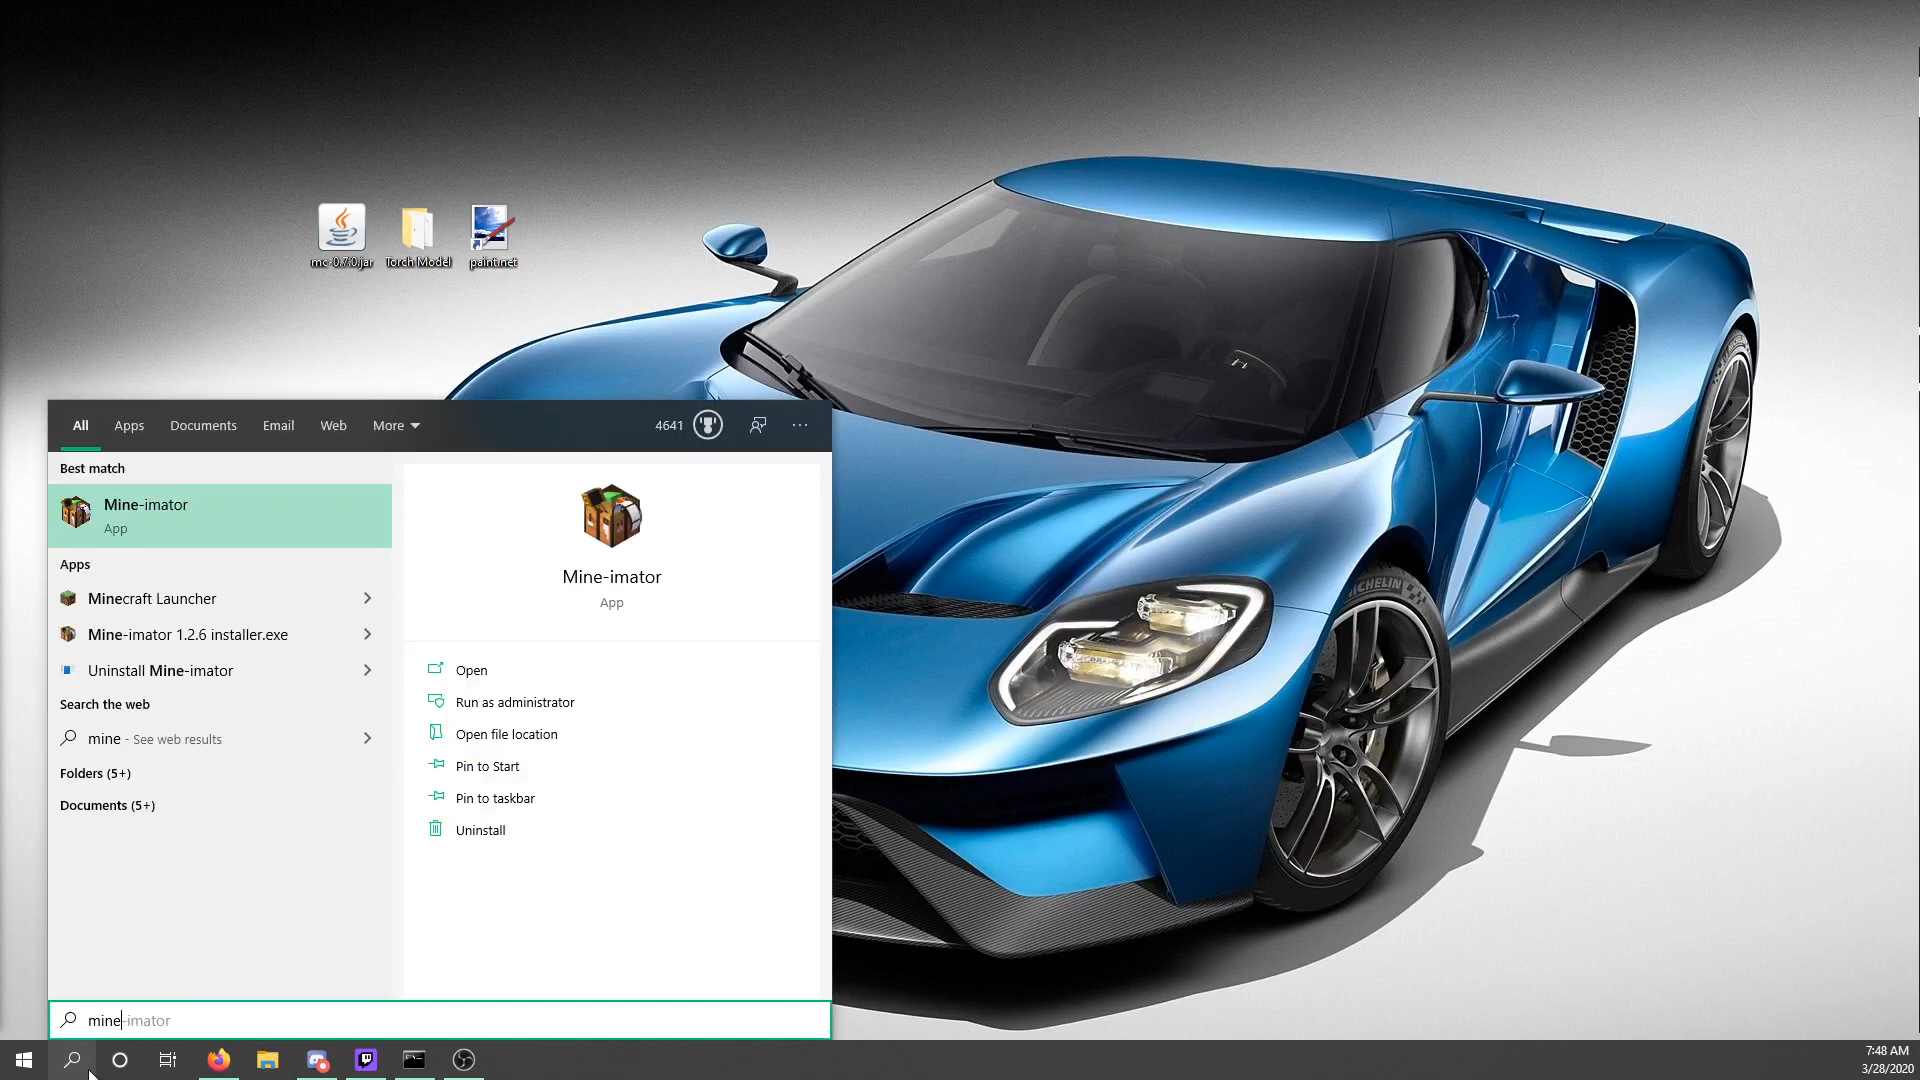 mc-0.7.0.jar
Torch Model
paint.net
MICHELIN
All Apps Documents Email Web More 4641
Best match
Mine-imator
App
Apps
Minecraft Launcher
Mine-imator 1.2.6 installer.exe
Uninstall Mine-imator
Search the web
mine - See web results
Folders (5+)
Documents (5+)
Mine-imator
App
Open
Run as administrator
Open file location
Pin to Start
Pin to taskbar
Uninstall
mine-imator
7:48 AM
3/28/2020